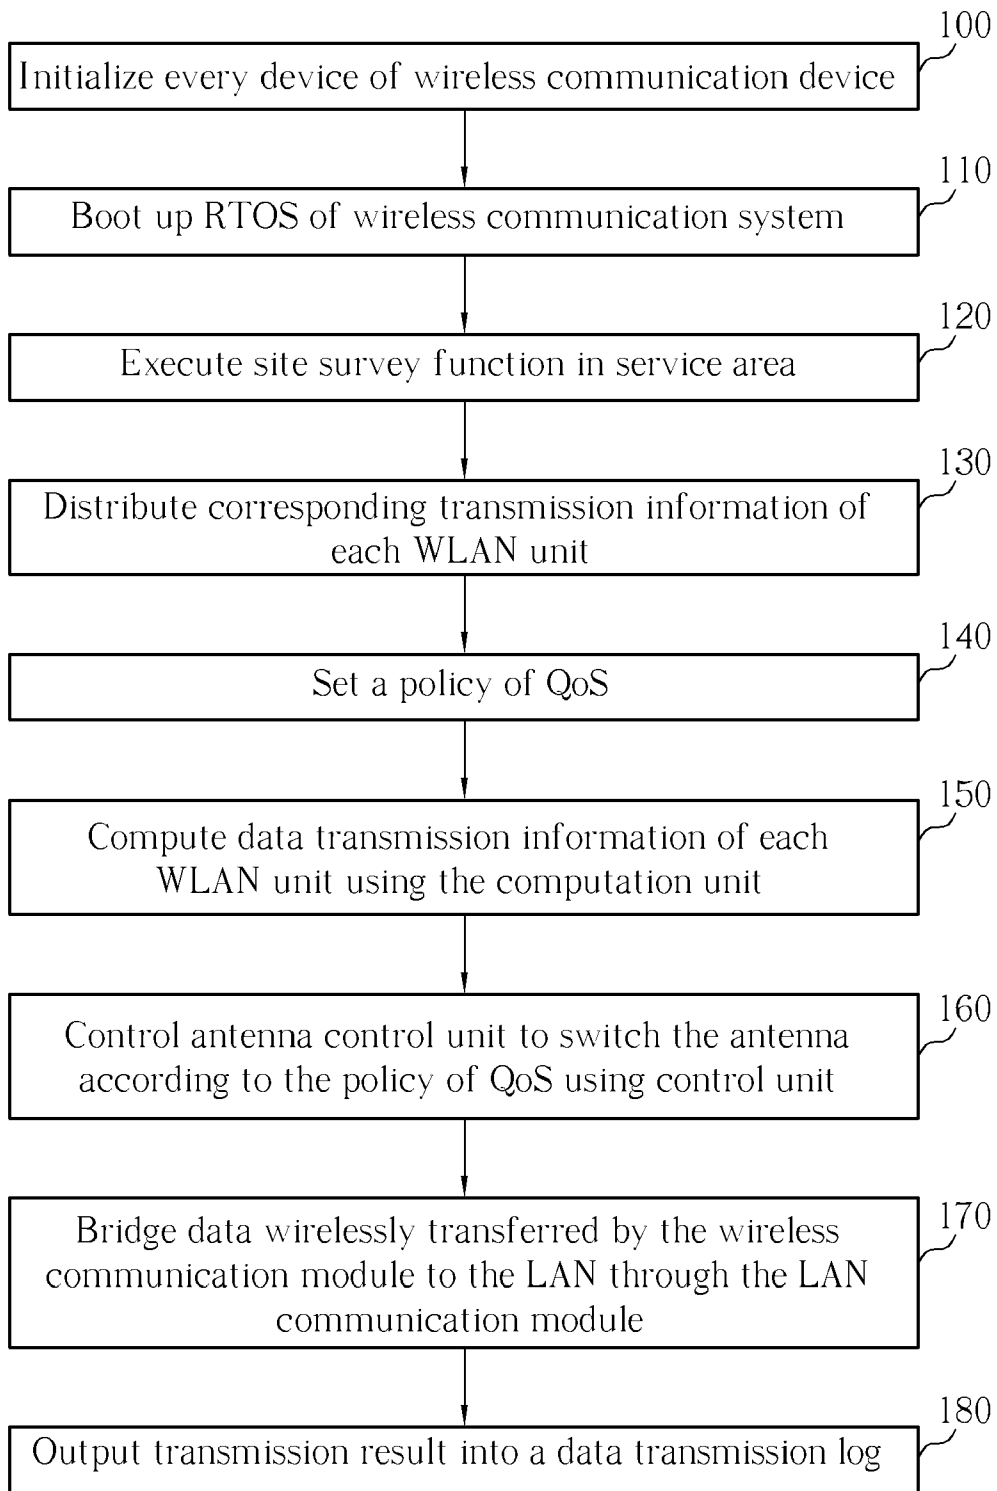 100
Initialize every device of wireless communication device
110
Boot up RTOS of wireless communication system
120
Execute site survey function in service area
130
Distribute corresponding transmission information of
each WLAN unit
140
Set a policy of QoS
150
Compute data transmission information of each
WLAN unit using the computation unit
160
Control antenna control unit to switch the antenna
according to the policy of QoS using control unit
170
Bridge data wirelessly transferred by the wireless
communication module to the LAN through the LAN
communication module
180
Output transmission result into a data transmission log